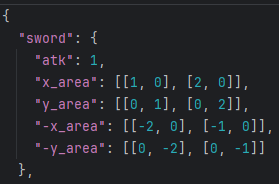 {
  "sword": {
    "atk": 1,
    "x_area": [[1, 0], [2, 0]],
    "y_area": [[0, 1], [0, 2]],
    "-x_area": [[-2, 0], [-1, 0]],
    "-y_area": [[0, -2], [0, -1]]
  },